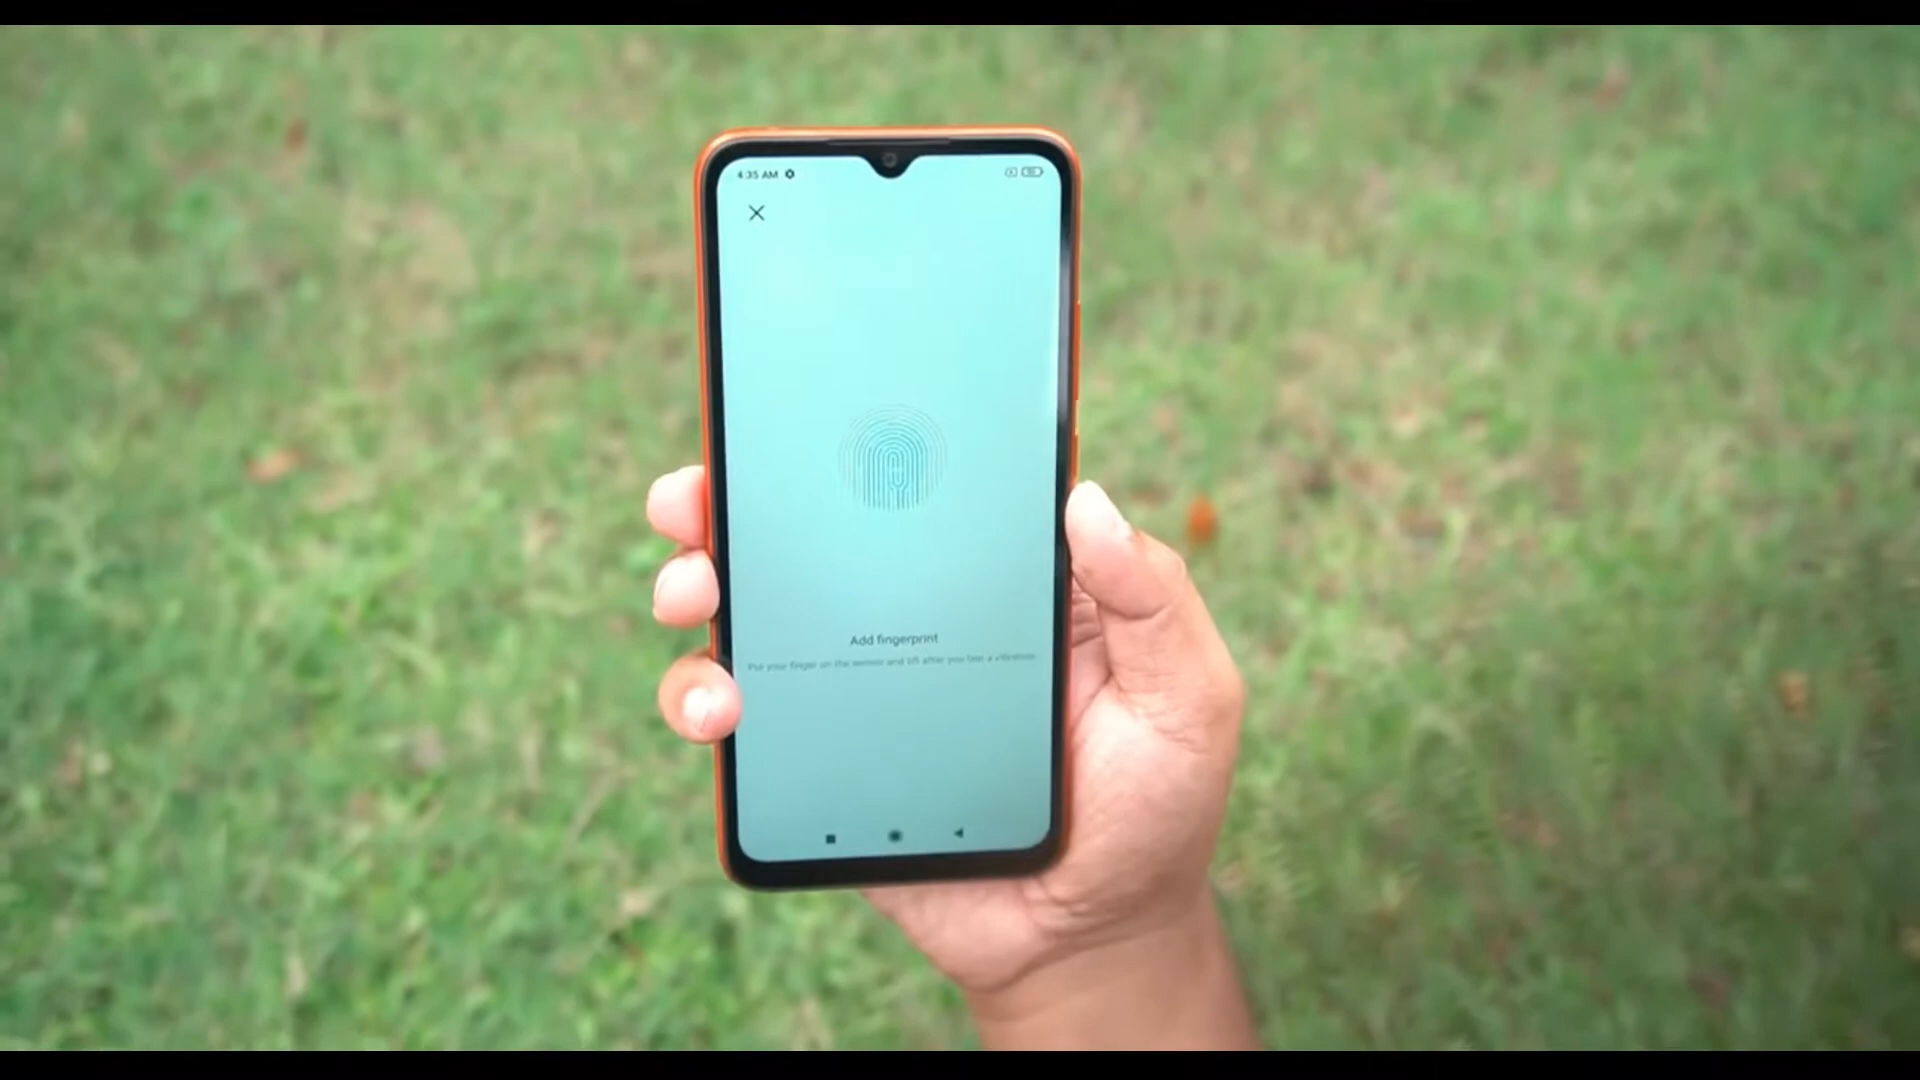 4:35 AM
Add fingerprint
Put your finger on the sensor and lift after you feel a vibration